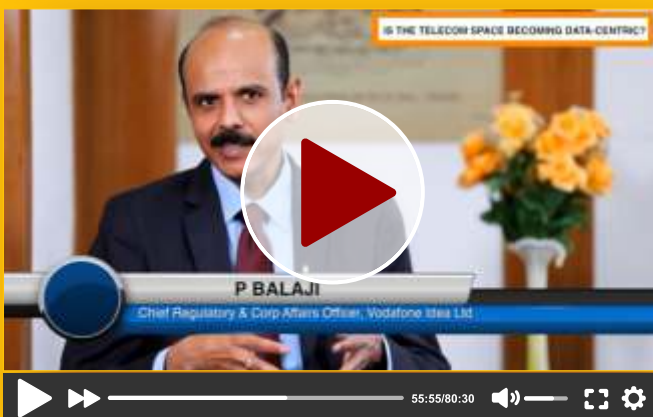 IS THE TELECOM SPACE BECOMING DATA-CENTRIC?
P BALAJI
Chief Regulatory & Corp Affairs Officer, Vodafone Idea Ltd
55:55/80:30